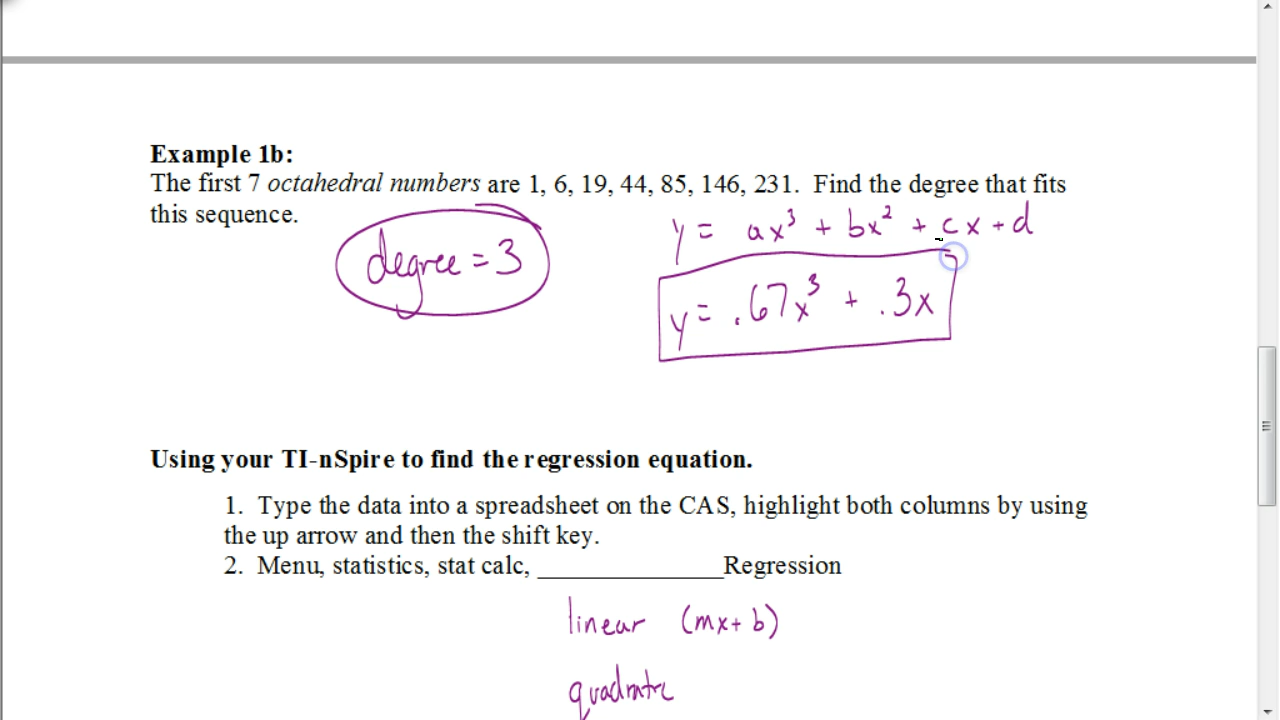 Example 1b:
The first 7 octahedral numbers are 1, 6, 19, 44, 85, 146, 231. Find the degree that fits
this sequence.
y = ax³ + bx² + cx + d
degree = 3
y = .67x³ + .3x
Using your TI-nSpire to find the regression equation.
1. Type the data into a spreadsheet on the CAS, highlight both columns by using
the up arrow and then the shift key.
2. Menu, statistics, stat calc, ______________Regression
linear (mx+b)
quadratc